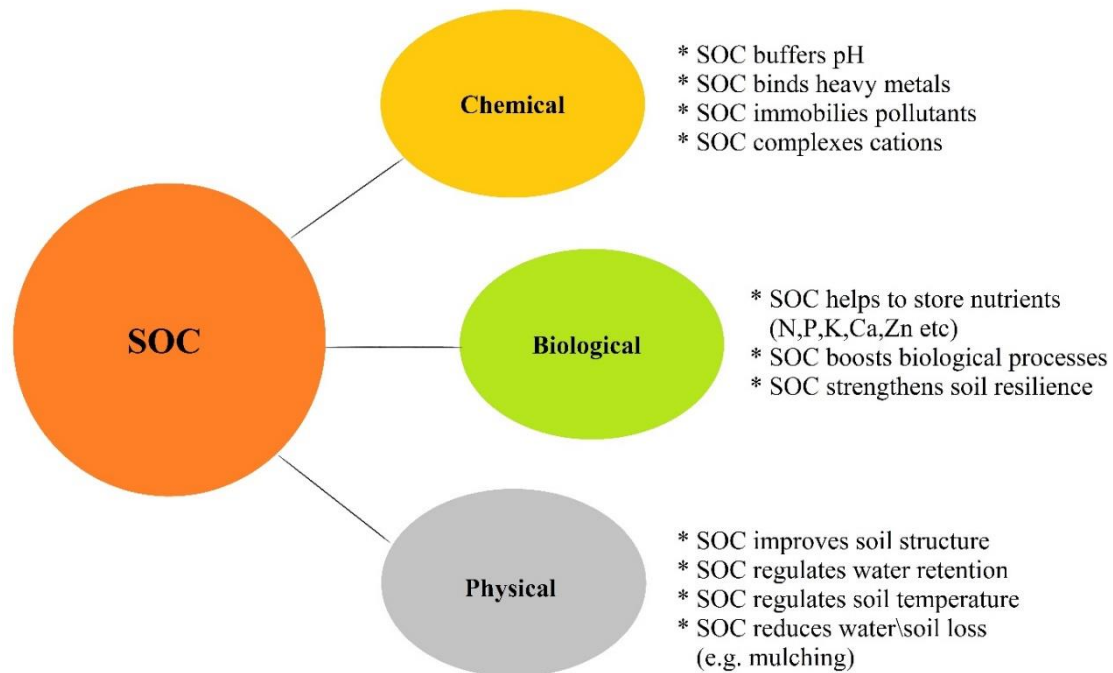 SOC
Chemical
* SOC buffers pH
* SOC binds heavy metals
* SOC immobilies pollutants
* SOC complexes cations
Biological
* SOC helps to store nutrients
(N,P,K,Ca,Zn etc)
* SOC boosts biological processes
* SOC strengthens soil resilience
Physical
* SOC improves soil structure
* SOC regulates water retention
* SOC regulates soil temperature
* SOC reduces water\soil loss
(e.g. mulching)